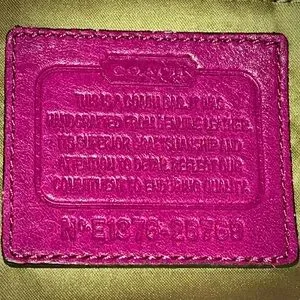 COACH
THIS IS A COACH BAG. IT WAS
HANDCRAFTED FROM GENUINE LEATHER.
ITS SUPERIOR CRAFTSMANSHIP AND
ATTENTION TO DETAIL REFLECT OUR
COMMITMENT TO ENDURING QUALITY.